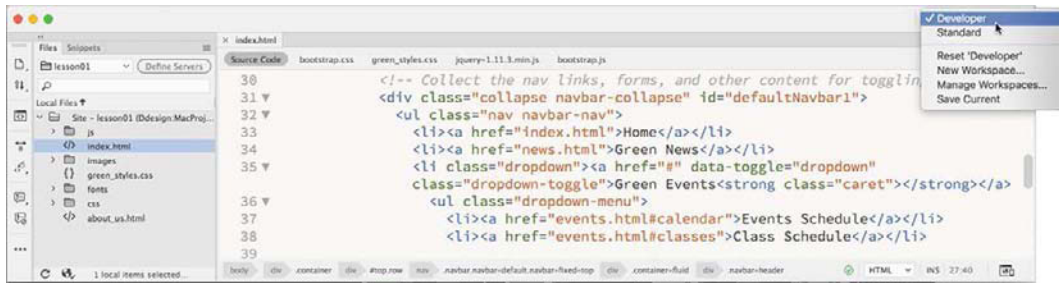 ✓ Developer
Standard
Reset 'Developer'
New Workspace...
Manage Workspaces...
Save Current
Files Snippets
lesson01
Define Servers
Local Files
Site - lesson01 (Ddesign:MacProj...
js
index.html
images
green_styles.css
fonts
css
about_us.html
1 local items selected...
× index.html
Source Code bootstrap.css green_styles.css jquery-1.11.3.min.js bootstrap.js
30 <!-- Collect the nav links, forms, and other content for togglin
31 <div class="collapse navbar-collapse" id="defaultNavbar1">
32 <ul class="nav navbar-nav">
33 <li><a href="index.html">Home</a></li>
34 <li><a href="news.html">Green News</a></li>
35 <li class="dropdown"><a href="#" data-toggle="dropdown"
class="dropdown-toggle">Green Events<strong class="caret"></strong></a>
36 <ul class="dropdown-menu">
37 <li><a href="events.html#calendar">Events Schedule</a></li>
38 <li><a href="events.html#classes">Class Schedule</a></li>
39
body div .container div #top.row nav .navbar.navbar-default.navbar-fixed-top div .container-fluid div .navbar-header HTML INS 27:40